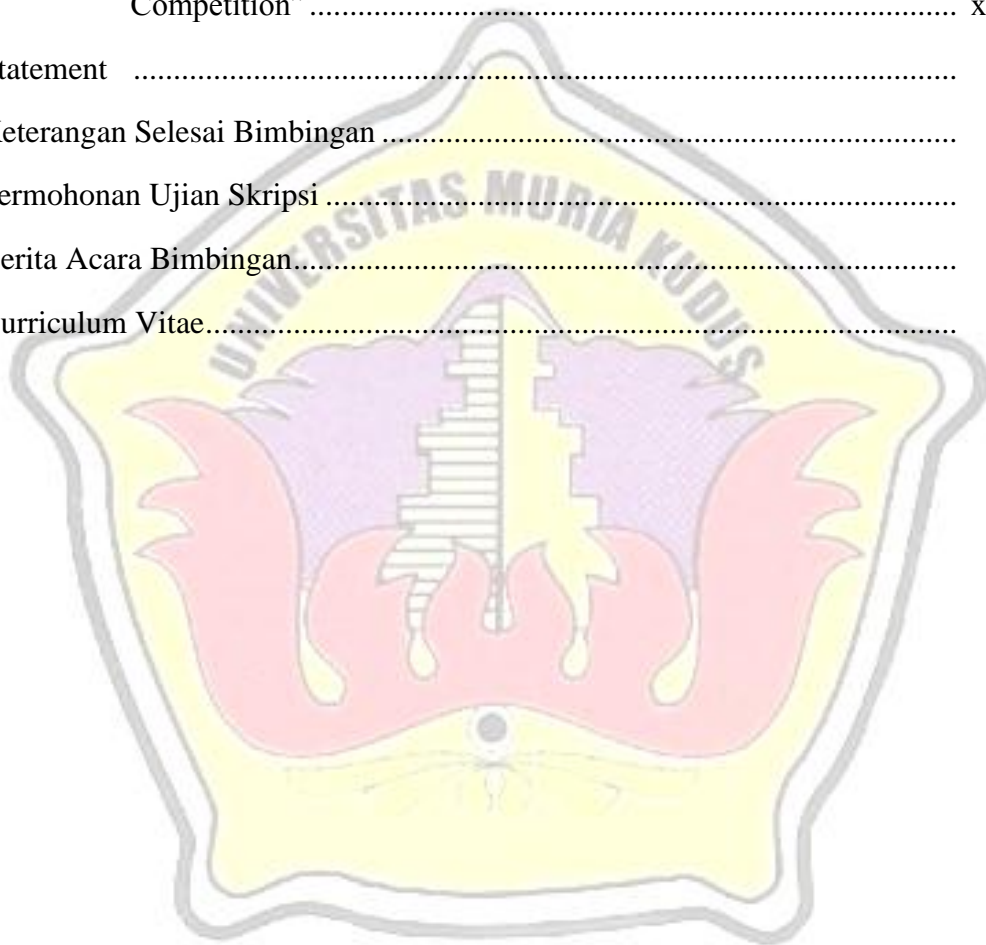 Competition” ................................................................................. x
tatement ......................................................................................................
eterangan Selesai Bimbingan .......................................................................
ermohonan Ujian Skripsi ..............................................................................
erita Acara Bimbingan...................................................................................
urriculum Vitae..............................................................................................
UNIVERSITAS MURIA KUDUS